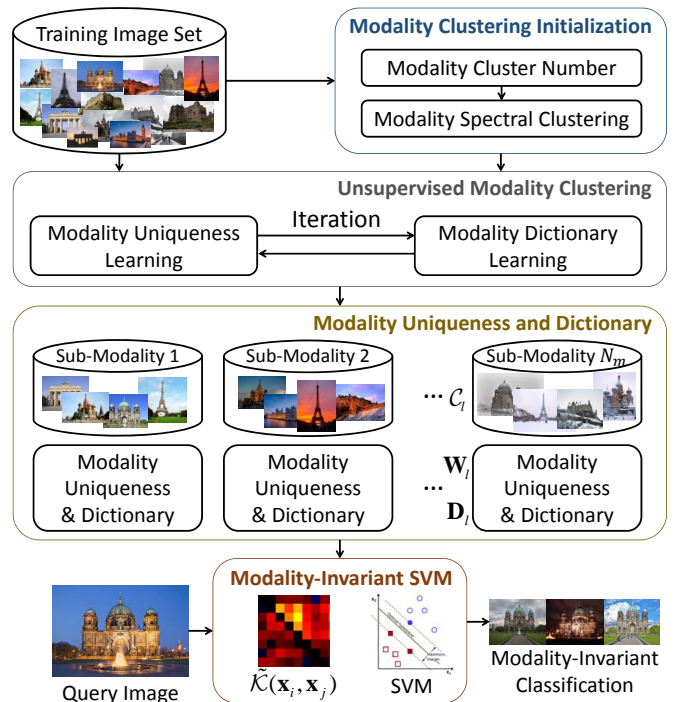 Training Image Set
Modality Clustering Initialization
Modality Cluster Number
Modality Spectral Clustering
Unsupervised Modality Clustering
Modality Uniqueness
Learning
Iteration
Modality Dictionary
Learning
Modality Uniqueness and Dictionary
Sub-Modality 1
Sub-Modality 2
Sub-Modality N_m
··· C_l
Modality
Uniqueness
& Dictionary
Modality
Uniqueness
& Dictionary
W_l
···
D_l
Modality
Uniqueness
& Dictionary
Modality-Invariant SVM
Query Image
K̃(x_i, x_j)
SVM
Modality-Invariant
Classification